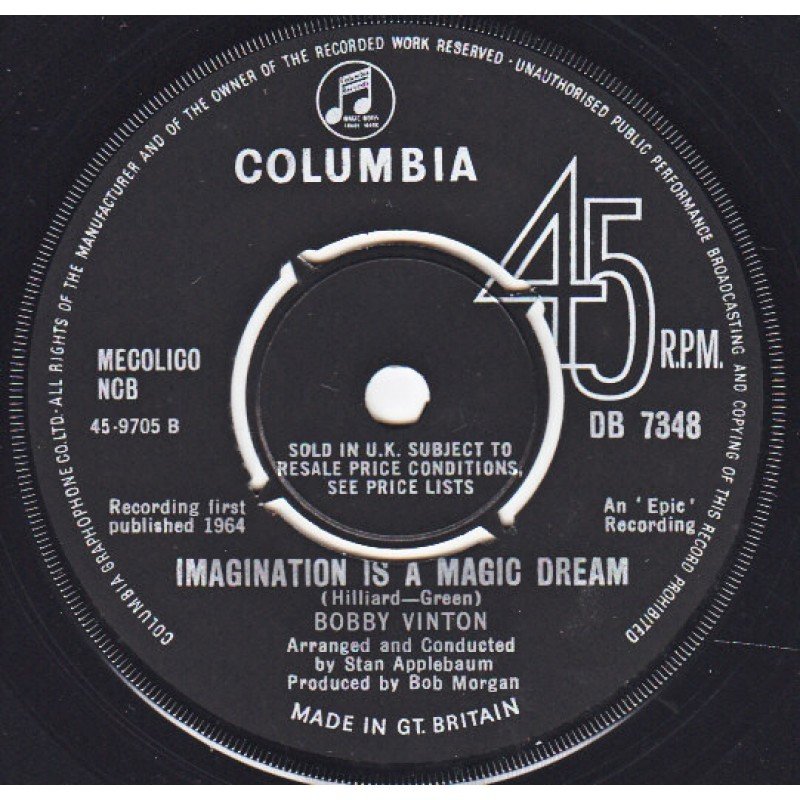 COLUMBIA GRAPHOPHONE CO. LTD · ALL RIGHTS OF THE MANUFACTURER AND OF THE OWNER OF THE RECORDED WORK RESERVED · UNAUTHORISED PUBLIC PERFORMANCE BROADCASTING AND COPYING OF THIS RECORD PROHIBITED
COLUMBIA
45 R.P.M.
MECOLICO
NCB
45-9705 B
DB 7348
SOLD IN U.K. SUBJECT TO
RESALE PRICE CONDITIONS,
SEE PRICE LISTS
Recording first
published 1964
An 'Epic'
Recording
IMAGINATION IS A MAGIC DREAM
(Hilliard—Green)
BOBBY VINTON
Arranged and Conducted
by Stan Applebaum
Produced by Bob Morgan
MADE IN GT. BRITAIN